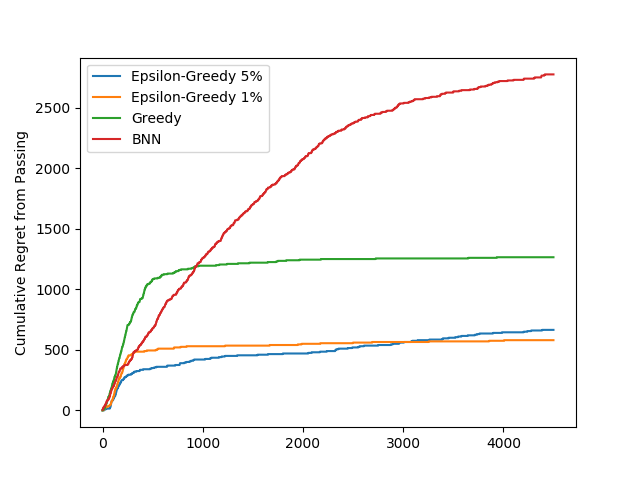 Epsilon-Greedy 5%
Epsilon-Greedy 1%
Greedy
BNN
Cumulative Regret from Passing
2500
2000
1500
1000
500
0
0 1000 2000 3000 4000